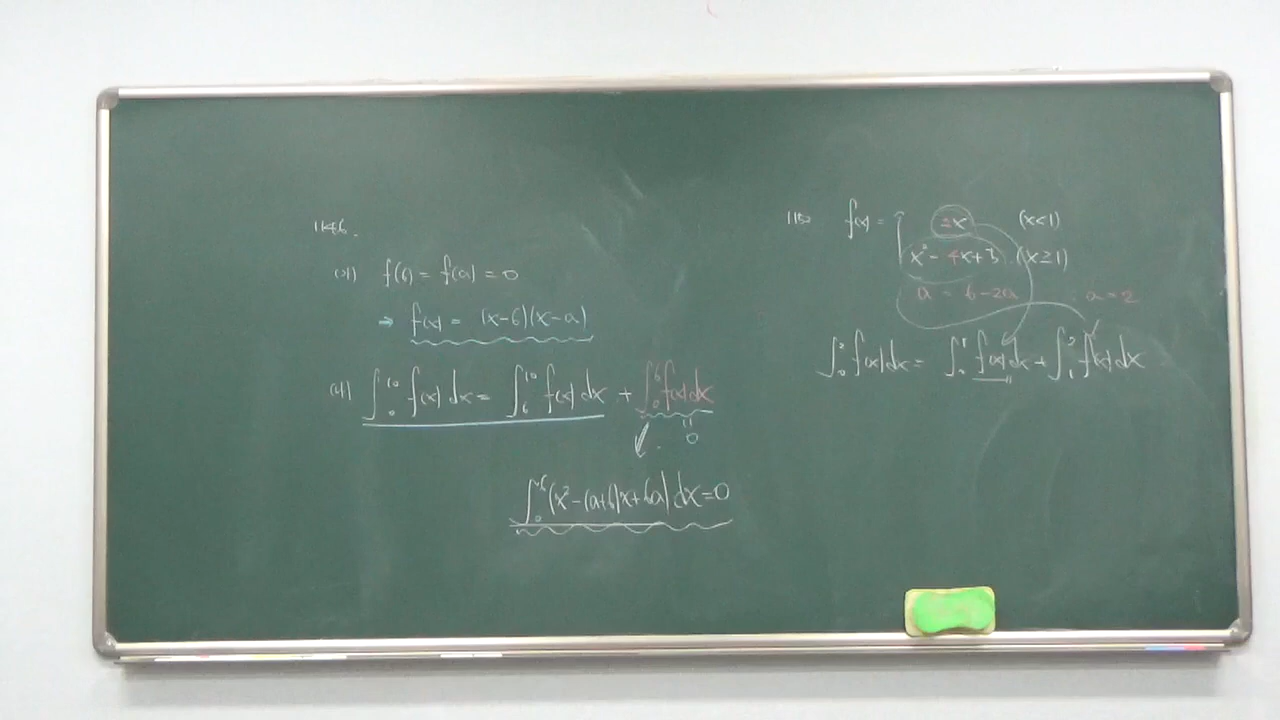 1146.
(가) f(6) = f(a) = 0
⇒ f(x) = (x-6)(x-a)
(나) ∫₀¹⁰ f(x) dx = ∫₆¹⁰ f(x) dx + ∫₀⁶ f(x) dx
॥
0
∫₀⁶ (x²-(a+6)x+6a) dx = 0
f(x) = { 2x (x<1)
x²-4x+3 (x≥1)
a = 6-2a a=2
∫₀² f(x) dx = ∫₀¹ f(x) dx + ∫₁² f(x) dx